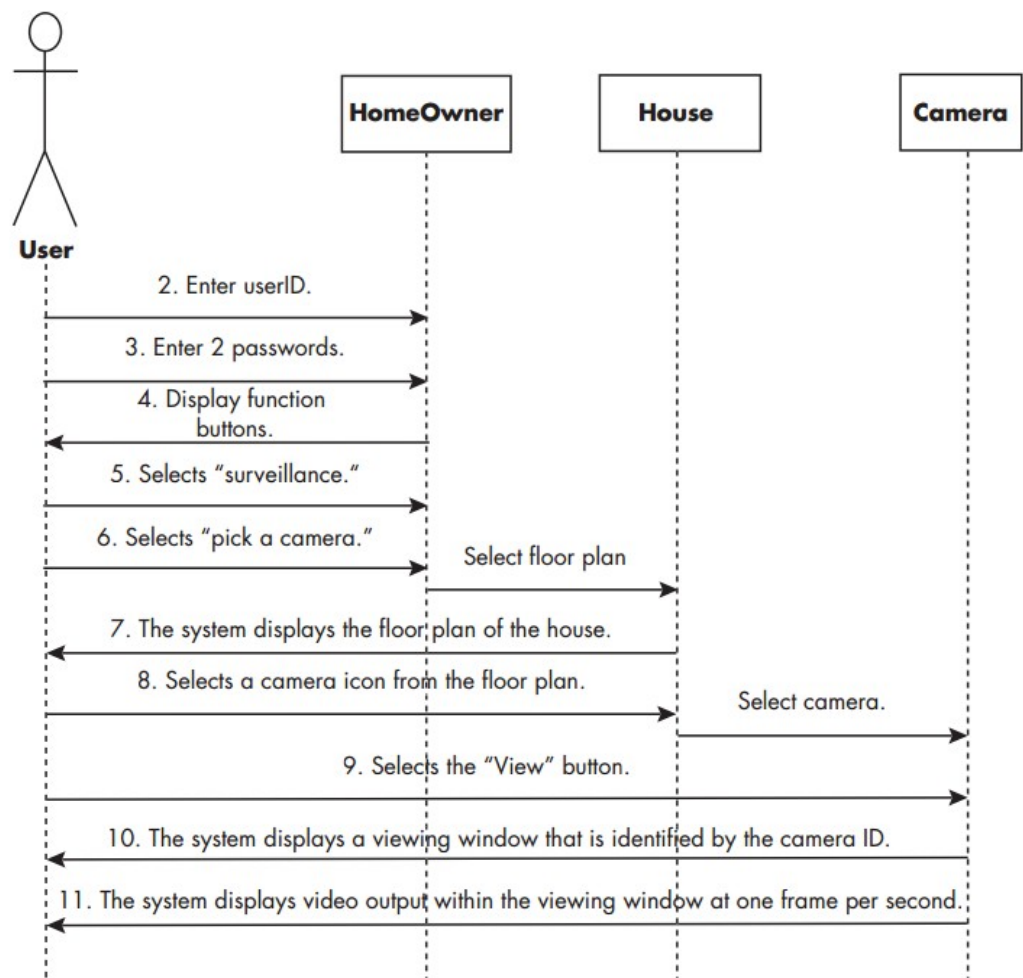 HomeOwner
House
Camera
User
2. Enter userID.
3. Enter 2 passwords.
4. Display function
buttons.
5. Selects “surveillance.“
6. Selects “pick a camera.”
Select floor plan
7. The system displays the floor plan of the house.
8. Selects a camera icon from the floor plan.
Select camera.
9. Selects the “View” button.
10. The system displays a viewing window that is identified by the camera ID.
11. The system displays video output within the viewing window at one frame per second.